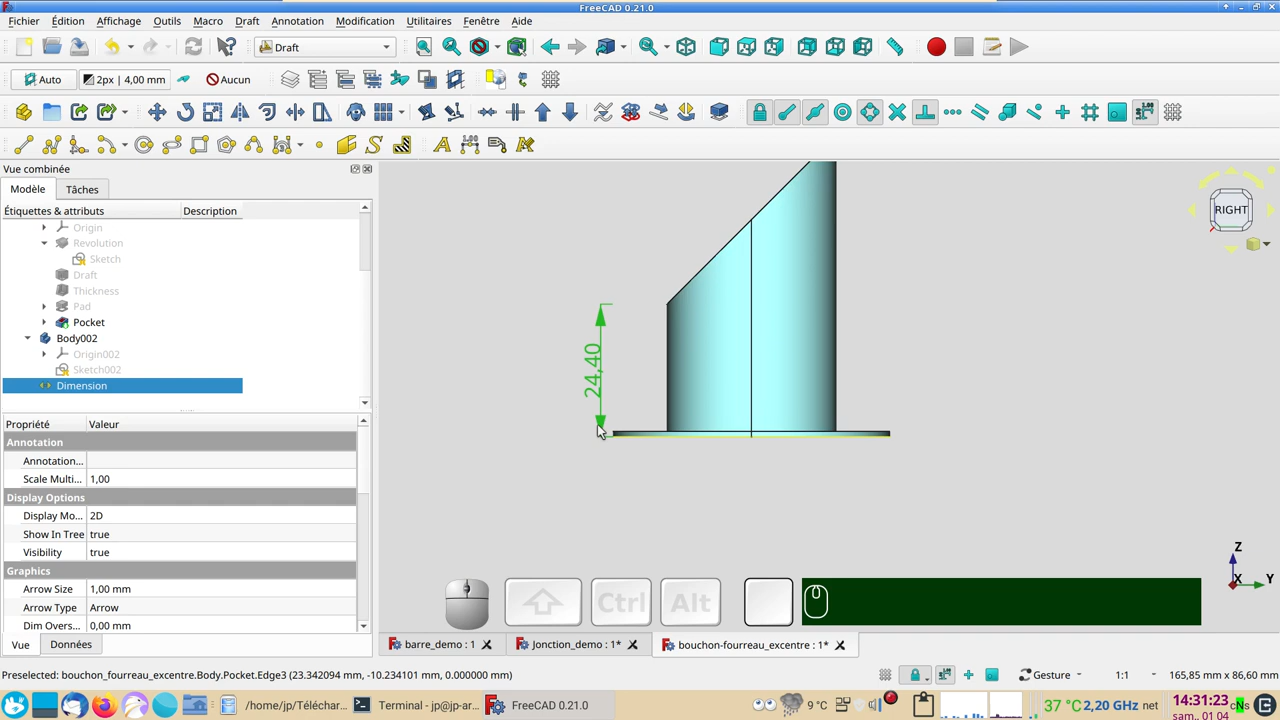 FreeCAD 0.21.0
Fichier Édition Affichage Outils Macro Draft Annotation Modification Utilitaires Fenêtre Aide
Draft
Auto 2px | 4,00 mm Aucun
Vue combinée
Modèle Tâches
Étiquettes & attributs Description
Origin
Revolution
Sketch
Draft
Thickness
Pad
Pocket
Body002
Origin002
Sketch002
Dimension
Propriété Valeur
Annotation
Annotation...
Scale Multi... 1,00
Display Options
Display Mo... 2D
Show In Tree true
Visibility true
Graphics
Arrow Size 1,00 mm
Arrow Type Arrow
Dim Overs... 0,00 mm
Vue Données
24,40
RIGHT
Z
X Y
Ctrl Alt
barre_demo : 1 Jonction_demo : 1* bouchon-fourreau_excentre : 1*
Preselected: bouchon_fourreau_excentre.Body.Pocket.Edge3 (23.342094 mm, -10.234101 mm, 0.000000 mm)
Gesture 1:1 165,85 mm x 86,60 mm
/home/jp/Téléchar... Terminal - jp@jp-ar... FreeCAD 0.21.0
9 °C
37 °C 2,20 GHz net
14:31:23
sam.. 01 04